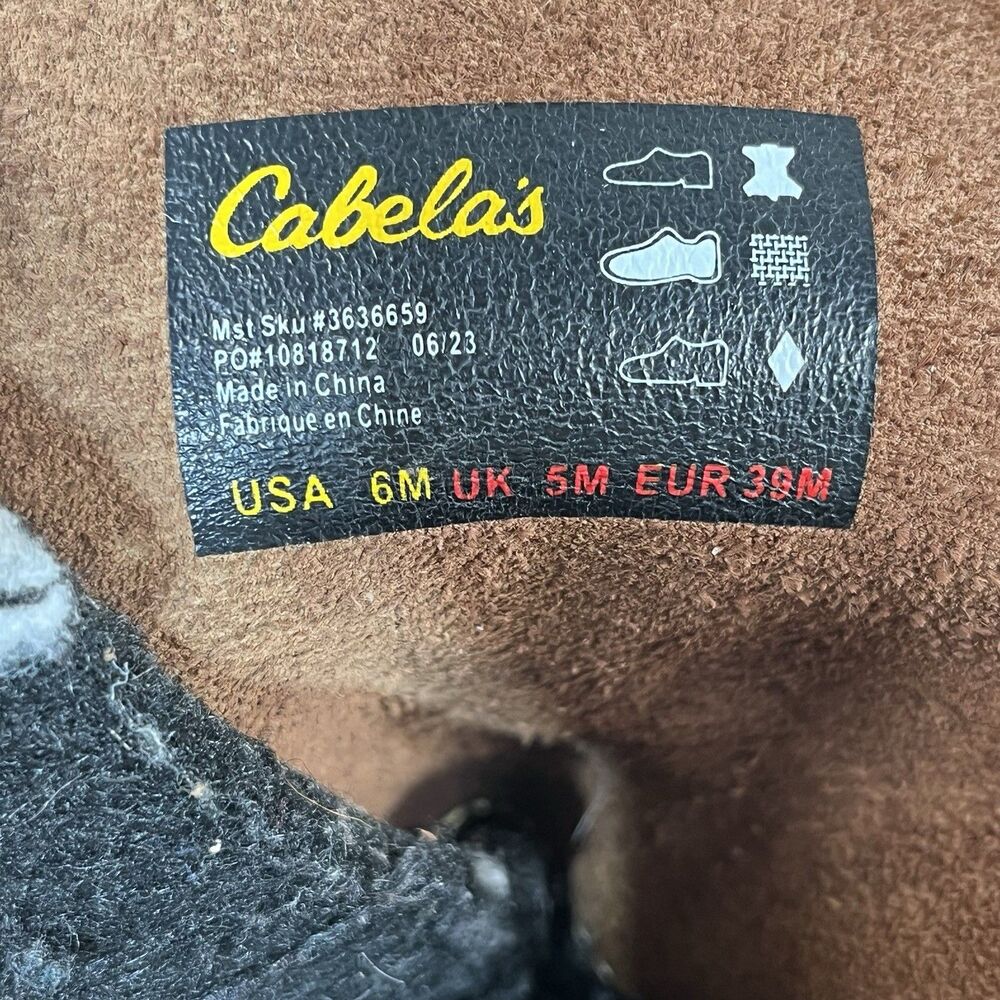 Cabela's
Mst Sku #3636659
PO#10818712 06/23
Made in China
Fabrique en Chine
USA 6M UK 5M EUR 39M